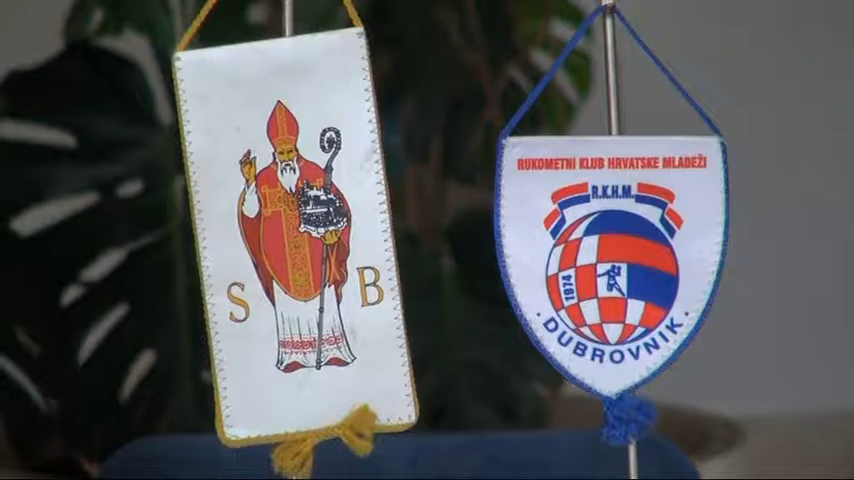 S B
RUKOMETNI KLUB HRVATSKE MLADEŽI
R.K.H.M.
1974
· DUBROVNIK ·